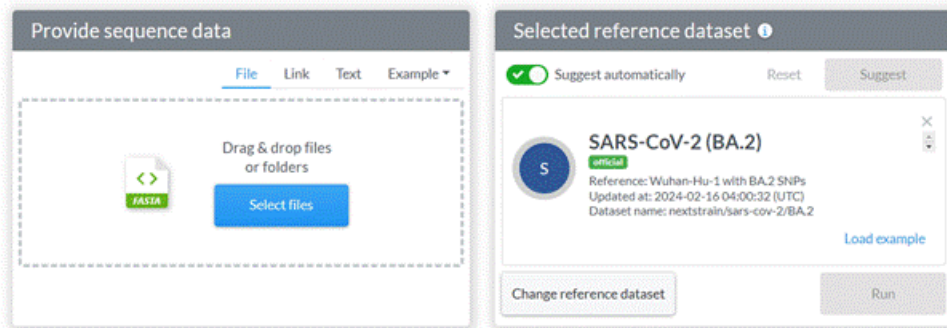 Provide sequence data
File Link Text Example
Drag & drop files
or folders
FASTA
Select files
Selected reference dataset
Suggest automatically Reset Suggest
S
SARS-CoV-2 (BA.2)
official
Reference: Wuhan-Hu-1 with BA.2 SNPs
Updated at: 2024-02-16 04:00:32 (UTC)
Dataset name: nextstrain/sars-cov-2/BA.2
Load example
Change reference dataset Run